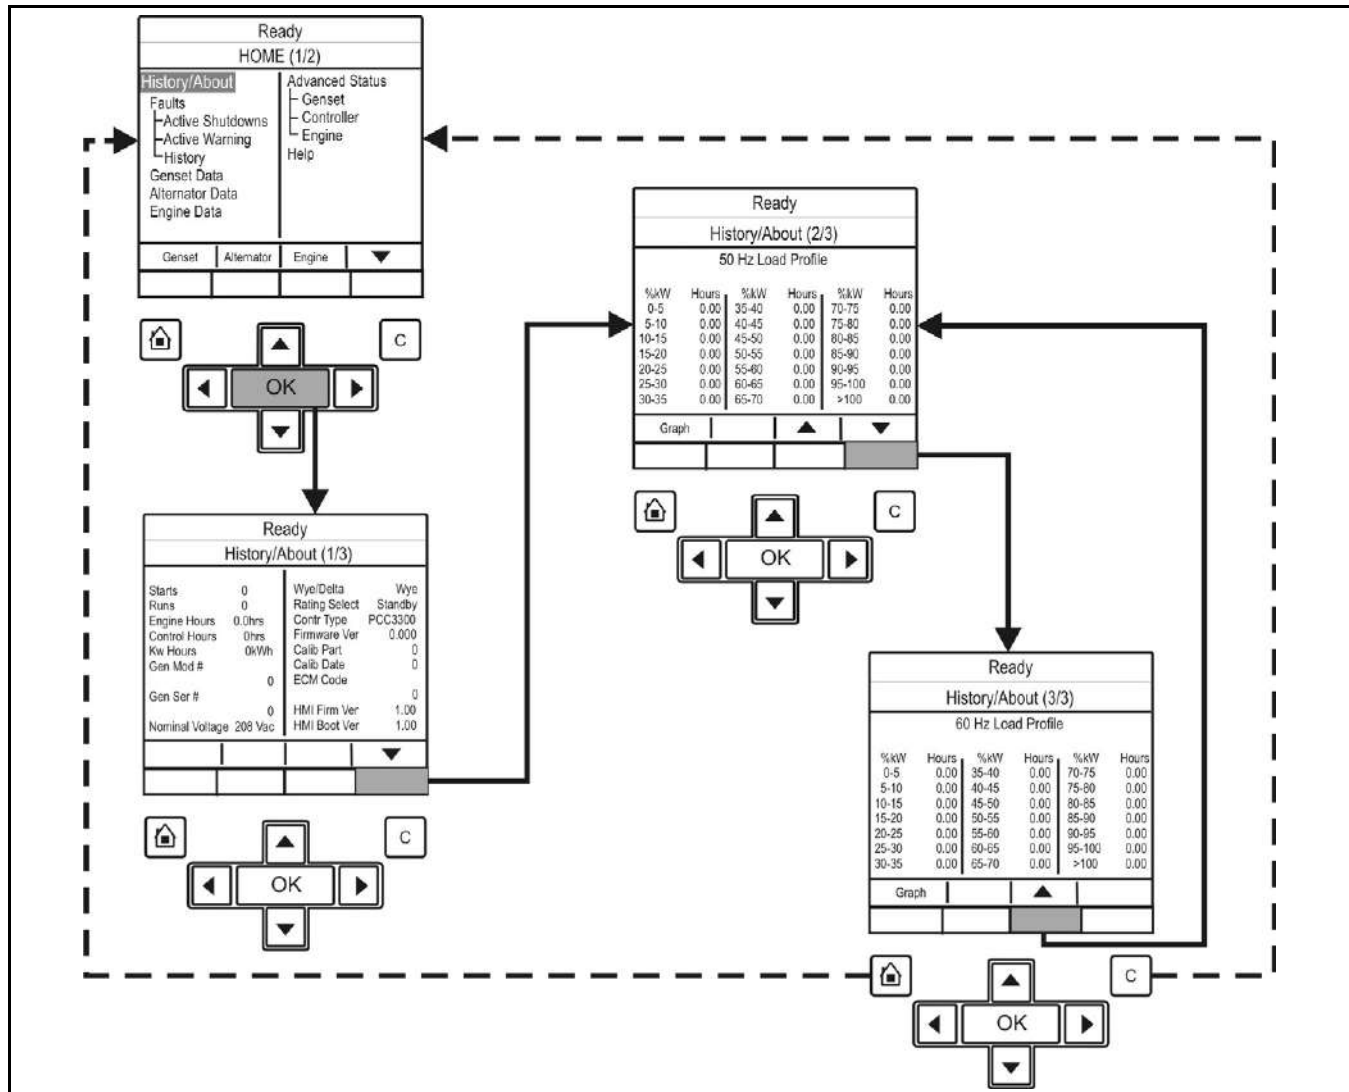 Ready
HOME (1/2)
History/About
Faults
Active Shutdowns
Active Warning
History
Genset Data
Alternator Data
Engine Data
Advanced Status
Genset
Controller
Engine
Help
Genset Alternator Engine
C
OK
Ready
History/About (1/3)
Starts 0
Runs 0
Engine Hours 0.0hrs
Control Hours 0hrs
Kw Hours 0kWh
Gen Mod #
0
Gen Ser #
0
Nominal Voltage 208 Vac
Wye/Delta Wye
Rating Select Standby
Contr Type PCC3300
Firmware Ver 0.000
Calib Part 0
Calib Date 0
ECM Code
0
HMI Firm Ver 1.00
HMI Boot Ver 1.00
C
OK
Ready
History/About (2/3)
50 Hz Load Profile
%kW Hours %kW Hours %kW Hours
0-5 0.00 35-40 0.00 70-75 0.00
5-10 0.00 40-45 0.00 75-80 0.00
10-15 0.00 45-50 0.00 80-85 0.00
15-20 0.00 50-55 0.00 85-90 0.00
20-25 0.00 55-60 0.00 90-95 0.00
25-30 0.00 60-65 0.00 95-100 0.00
30-35 0.00 65-70 0.00 >100 0.00
Graph
C
OK
Ready
History/About (3/3)
60 Hz Load Profile
%kW Hours %kW Hours %kW Hours
0-5 0.00 35-40 0.00 70-75 0.00
5-10 0.00 40-45 0.00 75-80 0.00
10-15 0.00 45-50 0.00 80-85 0.00
15-20 0.00 50-55 0.00 85-90 0.00
20-25 0.00 55-60 0.00 90-95 0.00
25-30 0.00 60-65 0.00 95-100 0.00
30-35 0.00 65-70 0.00 >100 0.00
Graph
C
OK